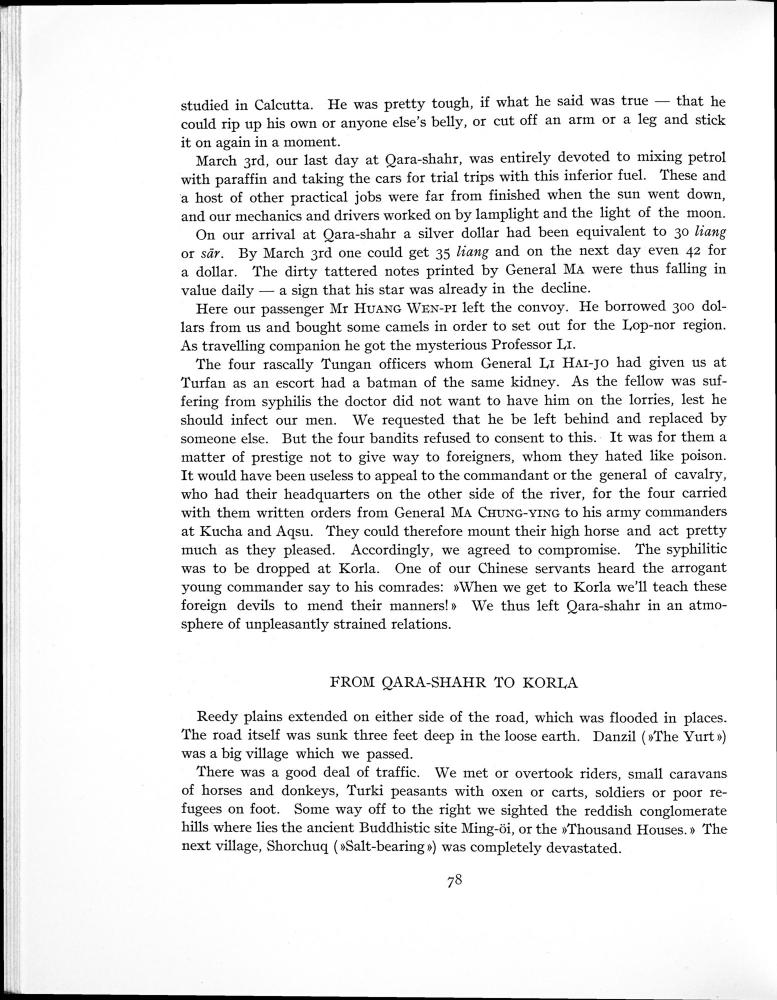 studied in Calcutta. He was pretty tough, if what he said was true — that he
could rip up his own or anyone else's belly, or cut off an arm or a leg and stick
it on again in a moment.
March 3rd, our last day at Qara-shahr, was entirely devoted to mixing petrol
with paraffin and taking the cars for trial trips with this inferior fuel. These and
a host of other practical jobs were far from finished when the sun went down,
and our mechanics and drivers worked on by lamplight and the light of the moon.
On our arrival at Qara-shahr a silver dollar had been equivalent to 30 liang
or sär. By March 3rd one could get 35 liang and on the next day even 42 for
a dollar. The dirty tattered notes printed by General MA were thus falling in
value daily — a sign that his star was already in the decline.
Here our passenger Mr HUANG WEN-PI left the convoy. He borrowed 300 dol-
lars from us and bought some camels in order to set out for the Lop-nor region.
As travelling companion he got the mysterious Professor LI.
The four rascally Tungan officers whom General LI HAI-JO had given us at
Turfan as an escort had a batman of the same kidney. As the fellow was suf-
fering from syphilis the doctor did not want to have him on the lorries, lest he
should infect our men. We requested that he be left behind and replaced by
someone else. But the four bandits refused to consent to this. It was for them a
matter of prestige not to give way to foreigners, whom they hated like poison.
It would have been useless to appeal to the commandant or the general of cavalry,
who had their headquarters on the other side of the river, for the four carried
with them written orders from General MA CHUNG-YING to his army commanders
at Kucha and Aqsu. They could therefore mount their high horse and act pretty
much as they pleased. Accordingly, we agreed to compromise. The syphilitic
was to be dropped at Korla. One of our Chinese servants heard the arrogant
young commander say to his comrades: »When we get to Korla we'll teach these
foreign devils to mend their manners!» We thus left Qara-shahr in an atmo-
sphere of unpleasantly strained relations.
FROM QARA-SHAHR TO KORLA
Reedy plains extended on either side of the road, which was flooded in places.
The road itself was sunk three feet deep in the loose earth. Danzil (»The Yurt»)
was a big village which we passed.
There was a good deal of traffic. We met or overtook riders, small caravans
of horses and donkeys, Turki peasants with oxen or carts, soldiers or poor re-
fugees on foot. Some way off to the right we sighted the reddish conglomerate
hills where lies the ancient Buddhistic site Ming-öi, or the »Thousand Houses.» The
next village, Shorchuq (»Salt-bearing») was completely devastated.
78